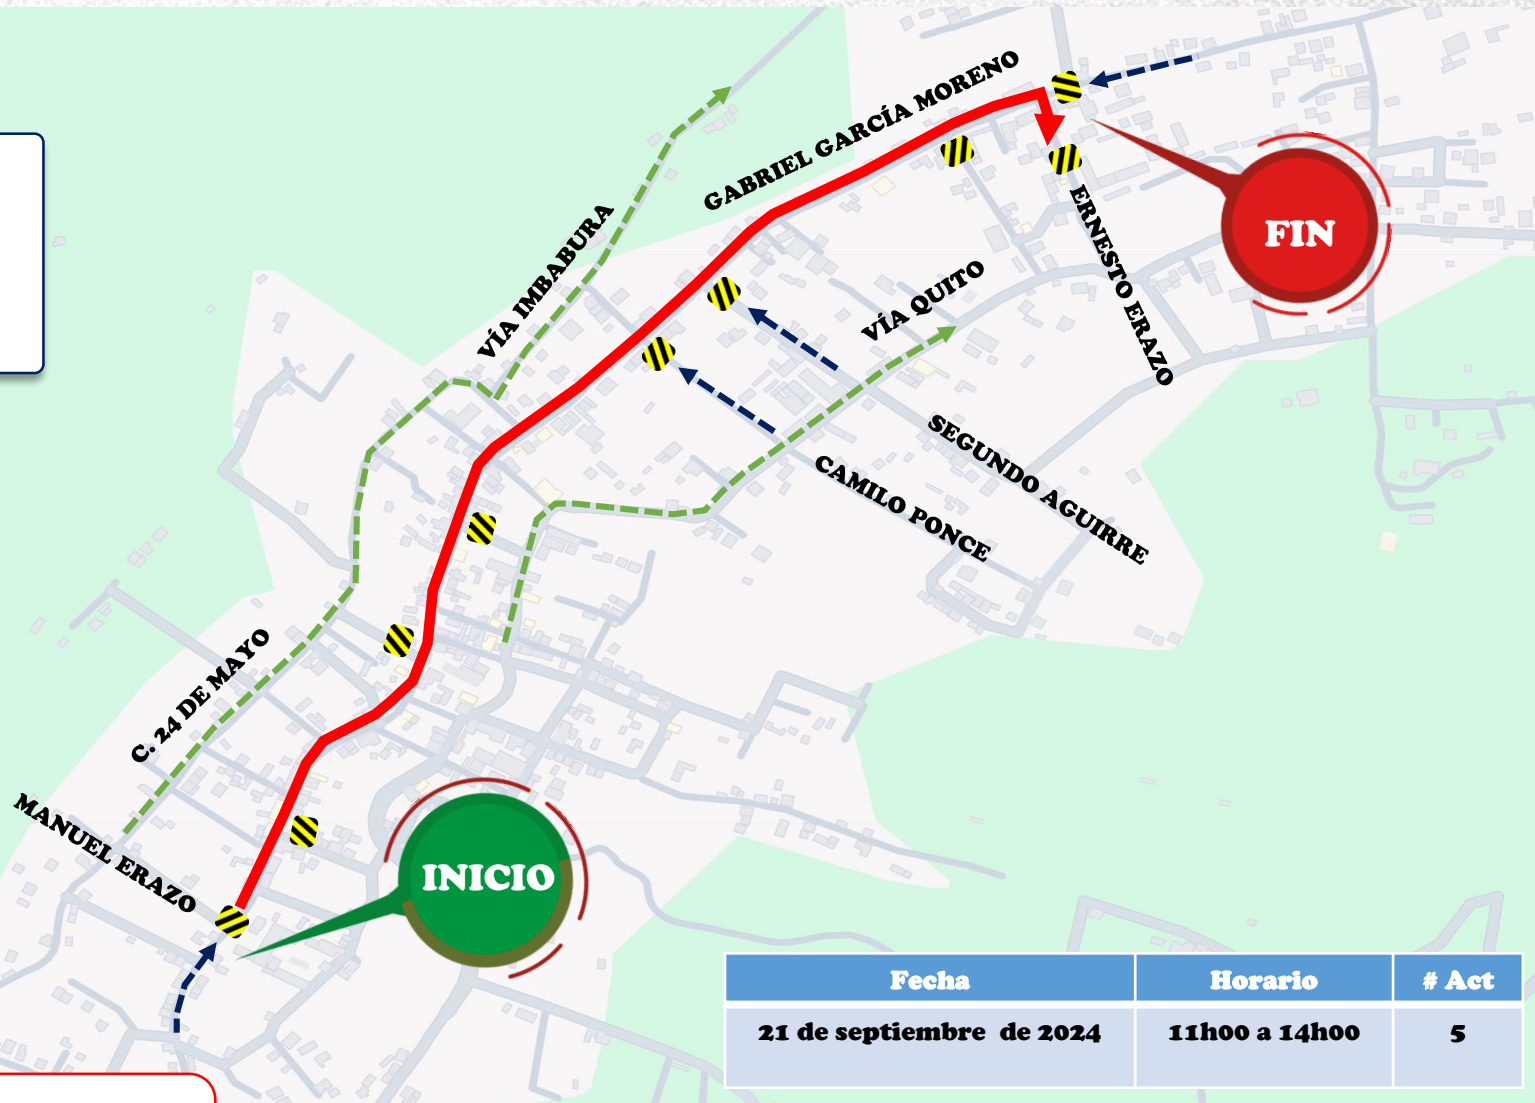 GABRIEL GARCÍA MORENO
VÍA IMBABURA
FIN
ERNESTO ERAZO
VÍA QUITO
SEGUNDO AGUIRRE
CAMILO PONCE
C. 24 DE MAYO
MANUEL ERAZO
INICIO
Fecha Horario # Act
21 de septiembre de 2024 11h00 a 14h00 5